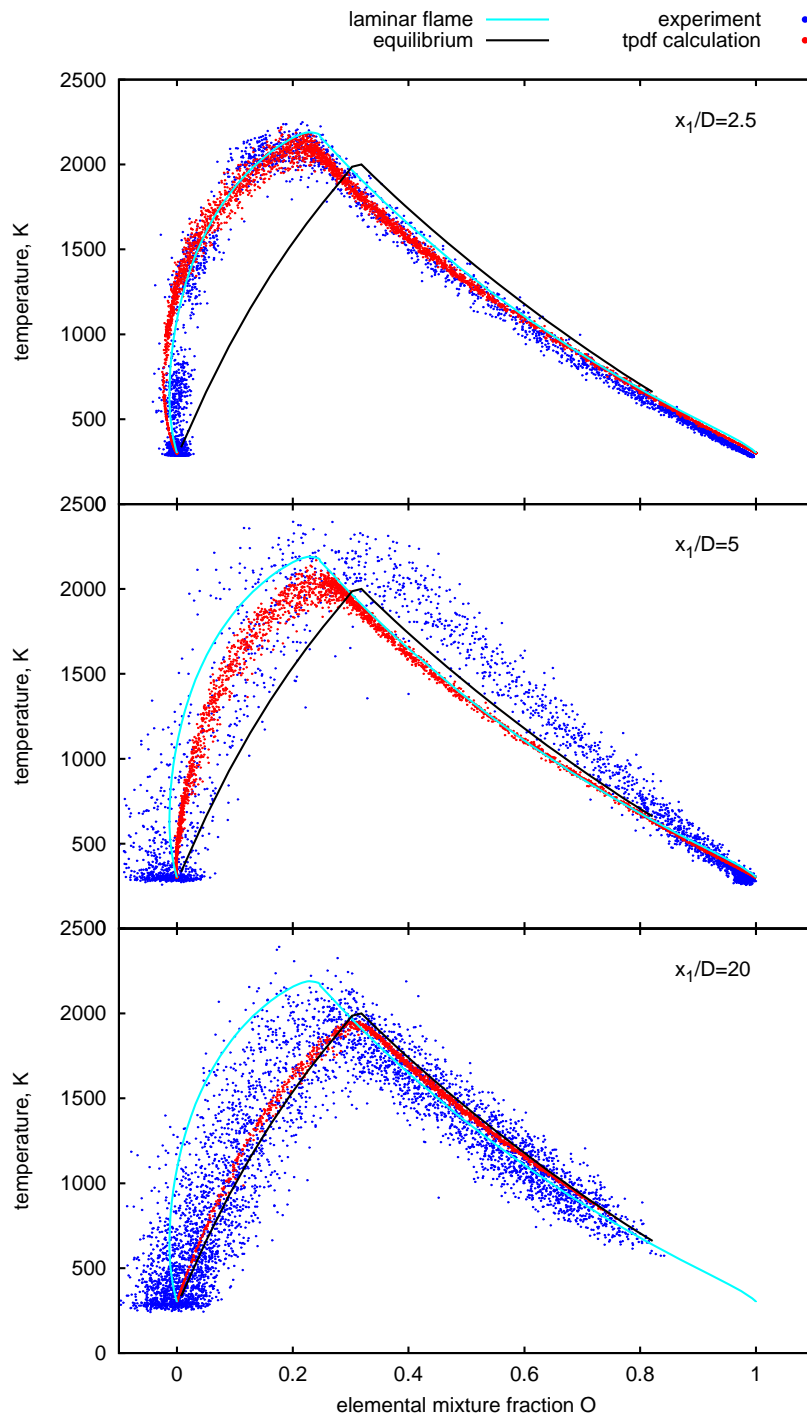 laminar flame experiment
equilibrium tpdf calculation
2500
2000
1500
1000
500
temperature, K
x1/D=2.5
0
2500
2000
1500
1000
500
temperature, K
x1/D=5
0
2500
2000
1500
1000
500
0
temperature, K
x1/D=20
0 0.2 0.4 0.6 0.8 1
elemental mixture fraction O